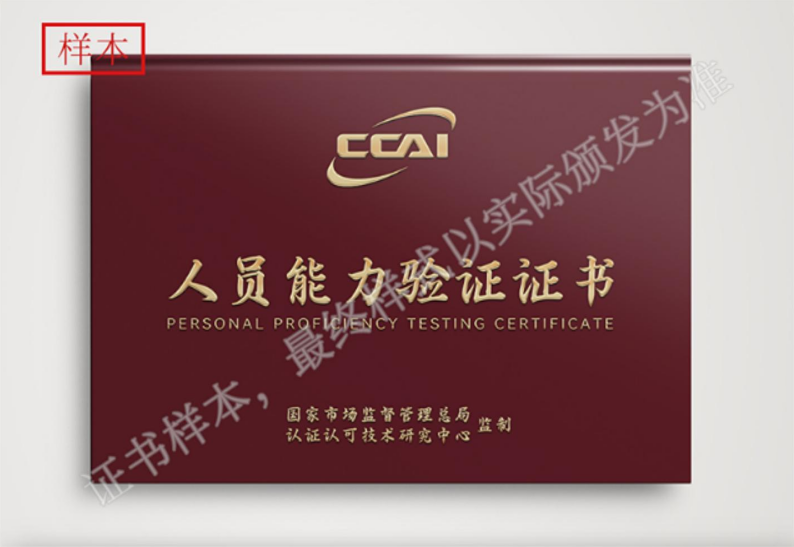 样本
CCAI
人员能力验证证书
PERSONAL PROFICIENCY TESTING CERTIFICATE
国家市场监督管理总局
认证认可技术研究中心
监制
证书样本，最终样式以实际颁发为准